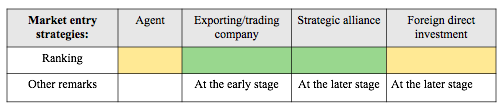 Market entry strategies: Agent Exporting/trading company Strategic alliance Foreign direct investment
Ranking
Other remarks At the early stage At the later stage At the later stage